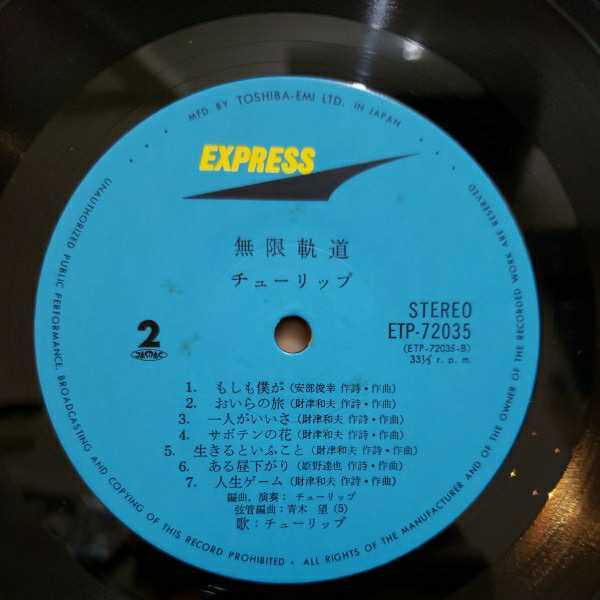 MFD BY TOSHIBA-EMI LTD. IN JAPAN
EXPRESS
無限軌道
チューリップ
2
JASRAC
STEREO
ETP-72035
(ETP-72035-B)
33⅓ r. p. m.
1. もしも僕が (安部俊幸 作詩・作曲)
2. おいらの旅 (財津和夫 作詩・作曲)
3. 一人がいいさ (財津和夫 作詩・作曲)
4. サボテンの花 (財津和夫 作詩・作曲)
5. 生きるといふこと (財津和夫 作詩・作曲)
6. ある昼下がり (姫野達也 作詩・作曲)
7. 人生ゲーム (財津和夫 作詩・作曲)
編曲、演奏: チューリップ
弦管編曲:青木 望 (5)
歌:チューリップ
UNAUTHORIZED PUBLIC PERFORMANCE, BROADCASTING AND COPYING OF THIS RECORD PROHIBITED • ALL RIGHTS OF THE MANUFACTURER AND OF THE OWNER OF THE RECORDED WORK ARE RESERVED